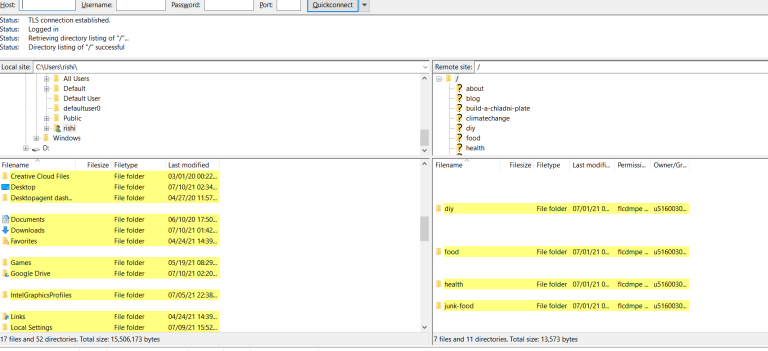 Host: Username: Password: Port: Quickconnect
Status: TLS connection established.
Status: Logged in
Status: Retrieving directory listing of "/"...
Status: Directory listing of "/" successful
Local site: C:\Users\rishi\
All Users
Default
Default User
defaultuser0
Public
rishi
Windows
D:
Remote site: /
/
about
blog
build-a-chladni-plate
climatechange
diy
food
health
Filename Filesize Filetype Last modified
Creative Cloud Files File folder 03/01/20 00:22...
Desktop File folder 07/10/21 02:34...
Desktopagent dash... File folder 04/27/20 11:57...
Documents File folder 06/10/20 17:50...
Downloads File folder 07/10/21 01:42...
Favorites File folder 04/24/21 14:39...
Games File folder 05/19/21 08:29...
Google Drive File folder 07/10/21 02:20...
IntelGraphicsProfiles File folder 07/05/21 22:38...
Links File folder 04/24/21 14:39...
Local Settings File folder 07/09/21 15:52...
17 files and 52 directories. Total size: 15,506,173 bytes
Filename Filesize Filetype Last modifi... Permissi... Owner/Gr...
diy File folder 07/01/21 0... flcdmpe ... u5160030...
food File folder 07/01/21 0... flcdmpe ... u5160030...
health File folder 07/01/21 0... flcdmpe ... u5160030...
junk-food File folder 07/01/21 0... flcdmpe ... u5160030...
7 files and 11 directories. Total size: 13,573 bytes